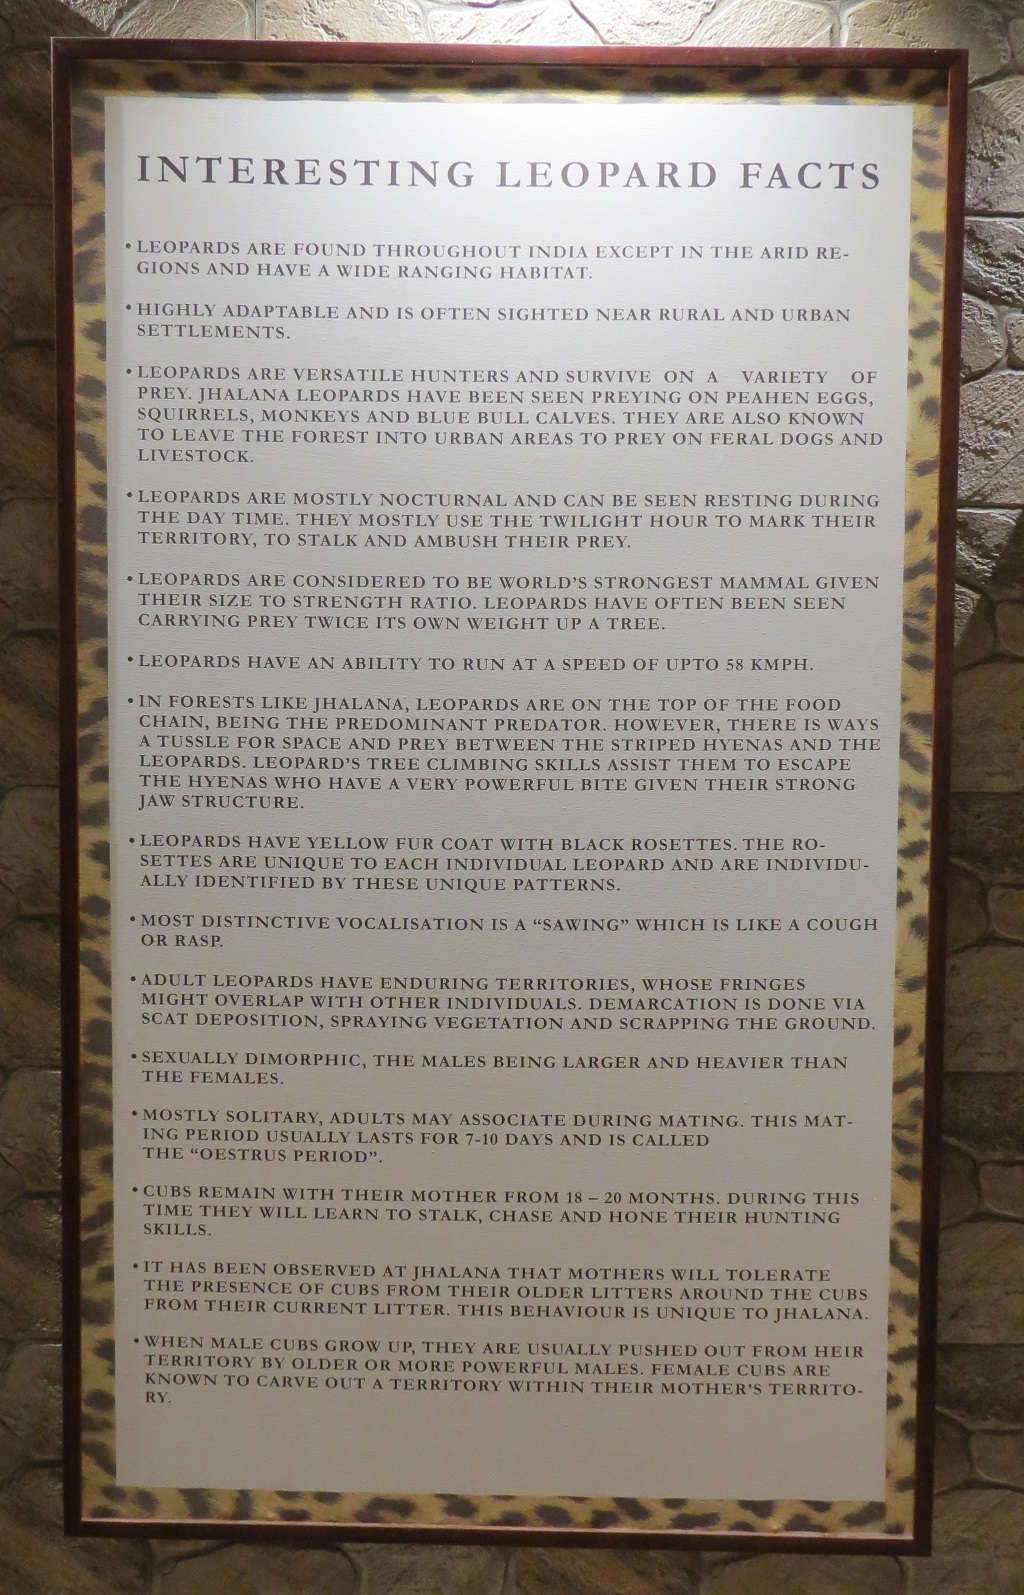 INTERESTING LEOPARD FACTS
• LEOPARDS ARE FOUND THROUGHOUT INDIA EXCEPT IN THE ARID RE-
GIONS AND HAVE A WIDE RANGING HABITAT.
• HIGHLY ADAPTABLE AND IS OFTEN SIGHTED NEAR RURAL AND URBAN
SETTLEMENTS.
• LEOPARDS ARE VERSATILE HUNTERS AND SURVIVE ON A VARIETY OF
PREY. JHALANA LEOPARDS HAVE BEEN SEEN PREYING ON PEAHEN EGGS,
SQUIRRELS, MONKEYS AND BLUE BULL CALVES. THEY ARE ALSO KNOWN
TO LEAVE THE FOREST INTO URBAN AREAS TO PREY ON FERAL DOGS AND
LIVESTOCK.
• LEOPARDS ARE MOSTLY NOCTURNAL AND CAN BE SEEN RESTING DURING
THE DAY TIME. THEY MOSTLY USE THE TWILIGHT HOUR TO MARK THEIR
TERRITORY, TO STALK AND AMBUSH THEIR PREY.
• LEOPARDS ARE CONSIDERED TO BE WORLD'S STRONGEST MAMMAL GIVEN
THEIR SIZE TO STRENGTH RATIO. LEOPARDS HAVE OFTEN BEEN SEEN
CARRYING PREY TWICE ITS OWN WEIGHT UP A TREE.
• LEOPARDS HAVE AN ABILITY TO RUN AT A SPEED OF UPTO 58 KMPH.
• IN FORESTS LIKE JHALANA, LEOPARDS ARE ON THE TOP OF THE FOOD
CHAIN, BEING THE PREDOMINANT PREDATOR. HOWEVER, THERE IS WAYS
A TUSSLE FOR SPACE AND PREY BETWEEN THE STRIPED HYENAS AND THE
LEOPARDS. LEOPARD'S TREE CLIMBING SKILLS ASSIST THEM TO ESCAPE
THE HYENAS WHO HAVE A VERY POWERFUL BITE GIVEN THEIR STRONG
JAW STRUCTURE.
• LEOPARDS HAVE YELLOW FUR COAT WITH BLACK ROSETTES. THE RO-
SETTES ARE UNIQUE TO EACH INDIVIDUAL LEOPARD AND ARE INDIVIDU-
ALLY IDENTIFIED BY THESE UNIQUE PATTERNS.
• MOST DISTINCTIVE VOCALISATION IS A “SAWING” WHICH IS LIKE A COUGH
OR RASP.
• ADULT LEOPARDS HAVE ENDURING TERRITORIES, WHOSE FRINGES
MIGHT OVERLAP WITH OTHER INDIVIDUALS. DEMARCATION IS DONE VIA
SCAT DEPOSITION, SPRAYING VEGETATION AND SCRAPPING THE GROUND.
• SEXUALLY DIMORPHIC, THE MALES BEING LARGER AND HEAVIER THAN
THE FEMALES.
• MOSTLY SOLITARY, ADULTS MAY ASSOCIATE DURING MATING. THIS MAT-
ING PERIOD USUALLY LASTS FOR 7-10 DAYS AND IS CALLED
THE “OESTRUS PERIOD”.
• CUBS REMAIN WITH THEIR MOTHER FROM 18 – 20 MONTHS. DURING THIS
TIME THEY WILL LEARN TO STALK, CHASE AND HONE THEIR HUNTING
SKILLS.
• IT HAS BEEN OBSERVED AT JHALANA THAT MOTHERS WILL TOLERATE
THE PRESENCE OF CUBS FROM THEIR OLDER LITTERS AROUND THE CUBS
FROM THEIR CURRENT LITTER. THIS BEHAVIOUR IS UNIQUE TO JHALANA.
• WHEN MALE CUBS GROW UP, THEY ARE USUALLY PUSHED OUT FROM HEIR
TERRITORY BY OLDER OR MORE POWERFUL MALES. FEMALE CUBS ARE
KNOWN TO CARVE OUT A TERRITORY WITHIN THEIR MOTHER'S TERRITO-
RY.